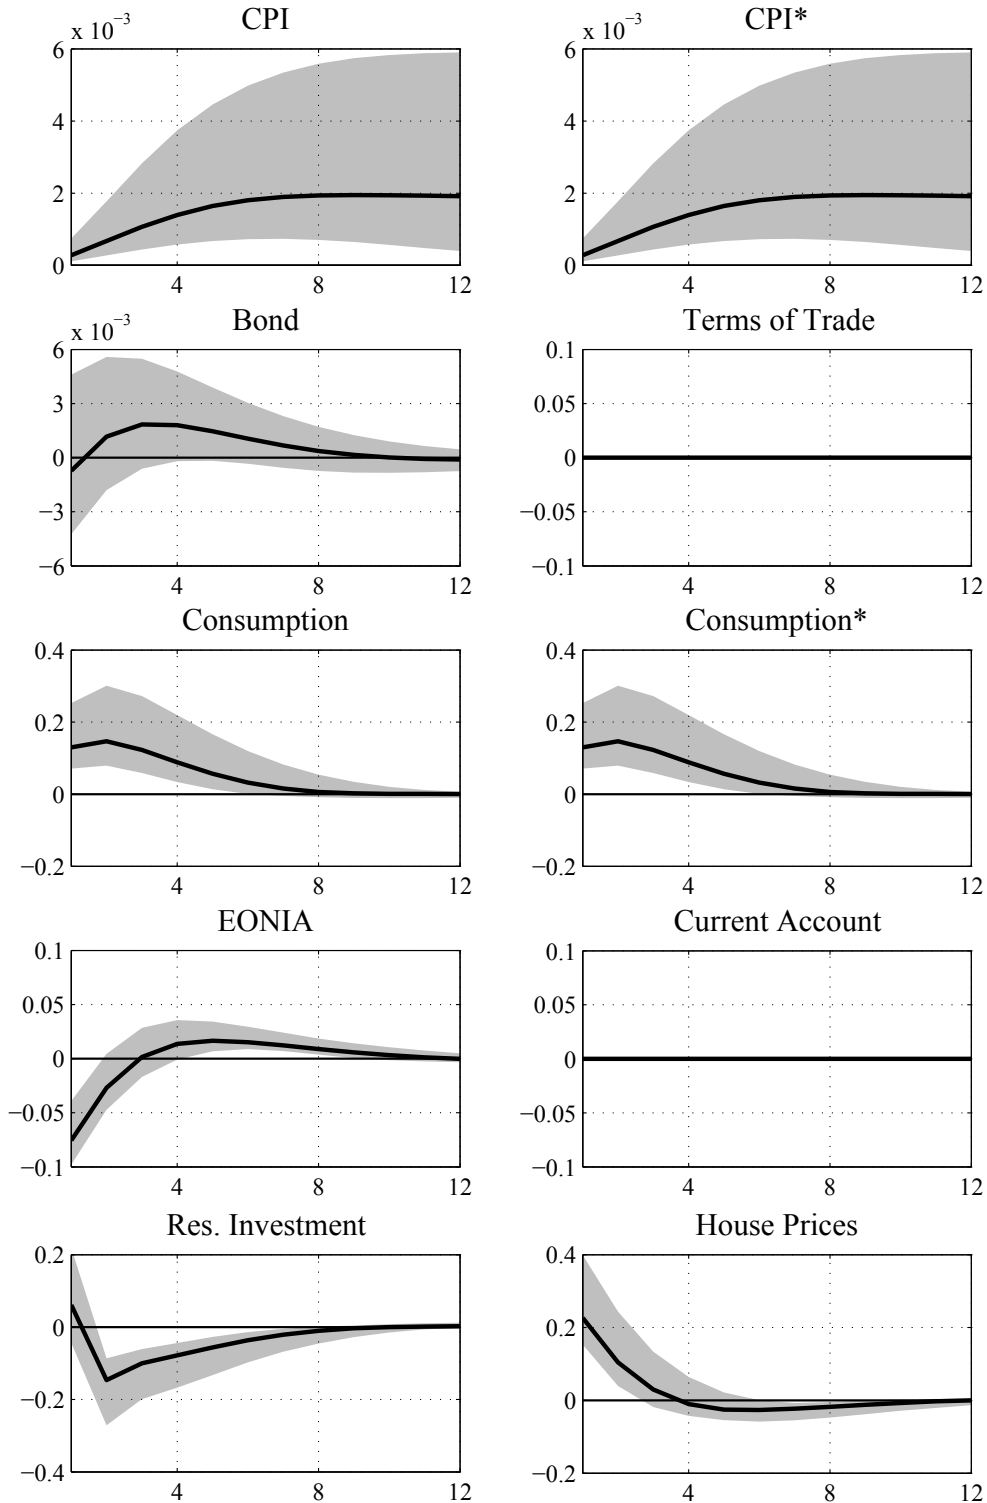 CPI
x 10⁻³
6
4
2
0
4 8 12
CPI*
x 10⁻³
6
4
2
0
4 8 12
Bond
x 10⁻³
6
3
0
−3
−6
4 8 12
Terms of Trade
0.1
0.05
0
−0.05
−0.1
4 8 12
Consumption
0.4
0.2
0
−0.2
4 8 12
Consumption*
0.4
0.2
0
−0.2
4 8 12
EONIA
0.1
0.05
0
−0.05
−0.1
4 8 12
Current Account
0.1
0.05
0
−0.05
−0.1
4 8 12
Res. Investment
0.2
0
−0.2
−0.4
4 8 12
House Prices
0.4
0.2
0
−0.2
4 8 12